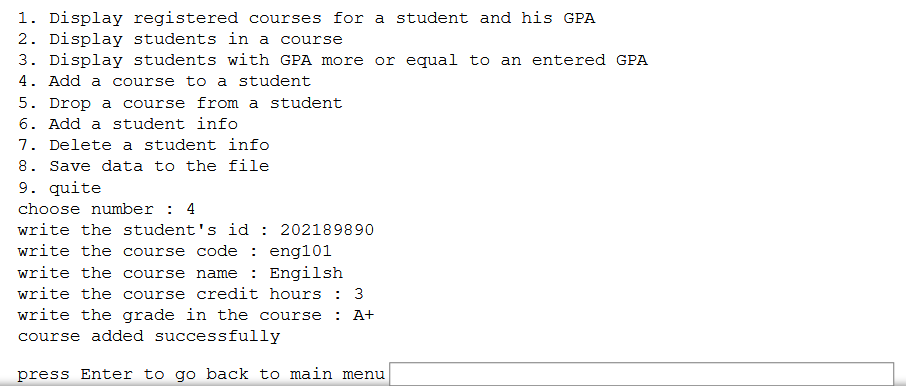 1. Display registered courses for a student and his GPA
2. Display students in a course
3. Display students with GPA more or equal to an entered GPA
4. Add a course to a student
5. Drop a course from a student
6. Add a student info
7. Delete a student info
8. Save data to the file
9. quite
choose number : 4
write the student's id : 202189890
write the course code : eng101
write the course name : Engilsh
write the course credit hours : 3
write the grade in the course : A+
course added successfully
press Enter to go back to main menu